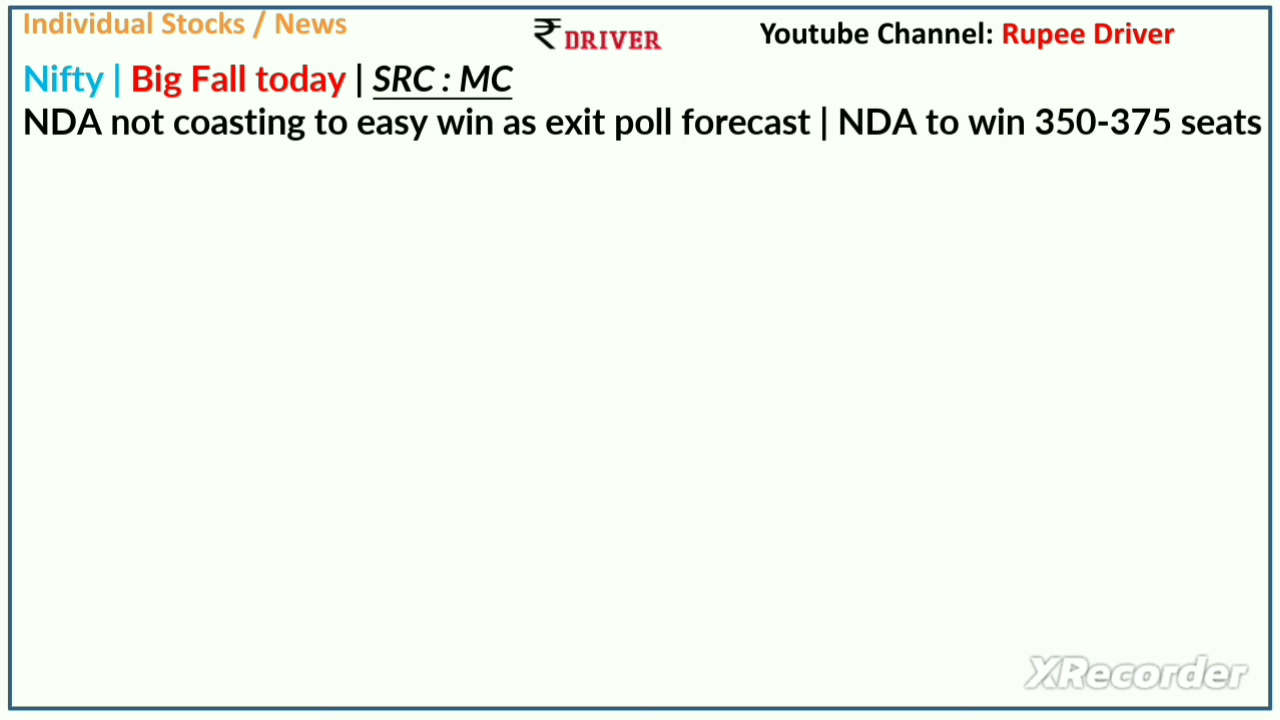 Individual Stocks / News
₹ DRIVER
Youtube Channel: Rupee Driver
Nifty | Big Fall today | SRC : MC
NDA not coasting to easy win as exit poll forecast | NDA to win 350-375 seats
XRecorder